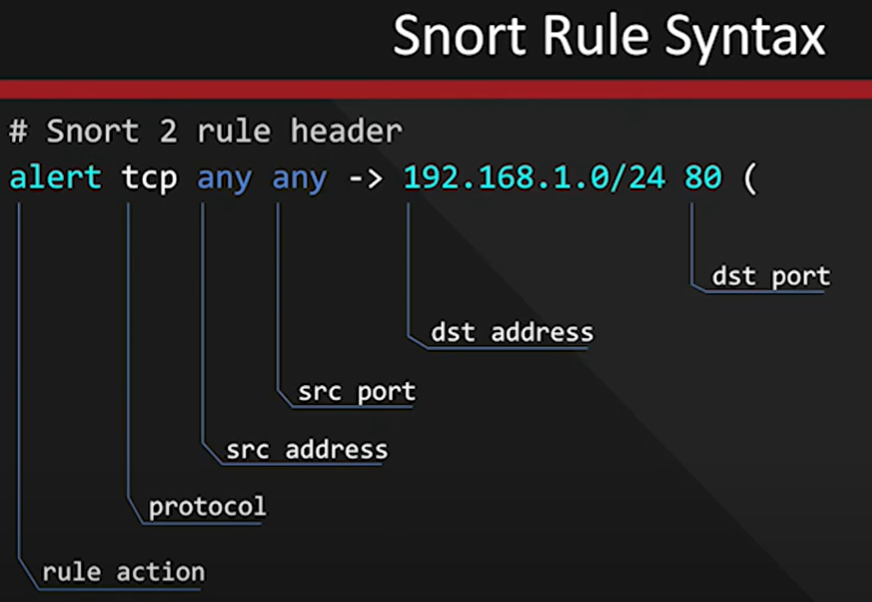 Snort Rule Syntax
# Snort 2 rule header
alert tcp any any -> 192.168.1.0/24 80 (
dst port
dst address
src port
src address
protocol
rule action